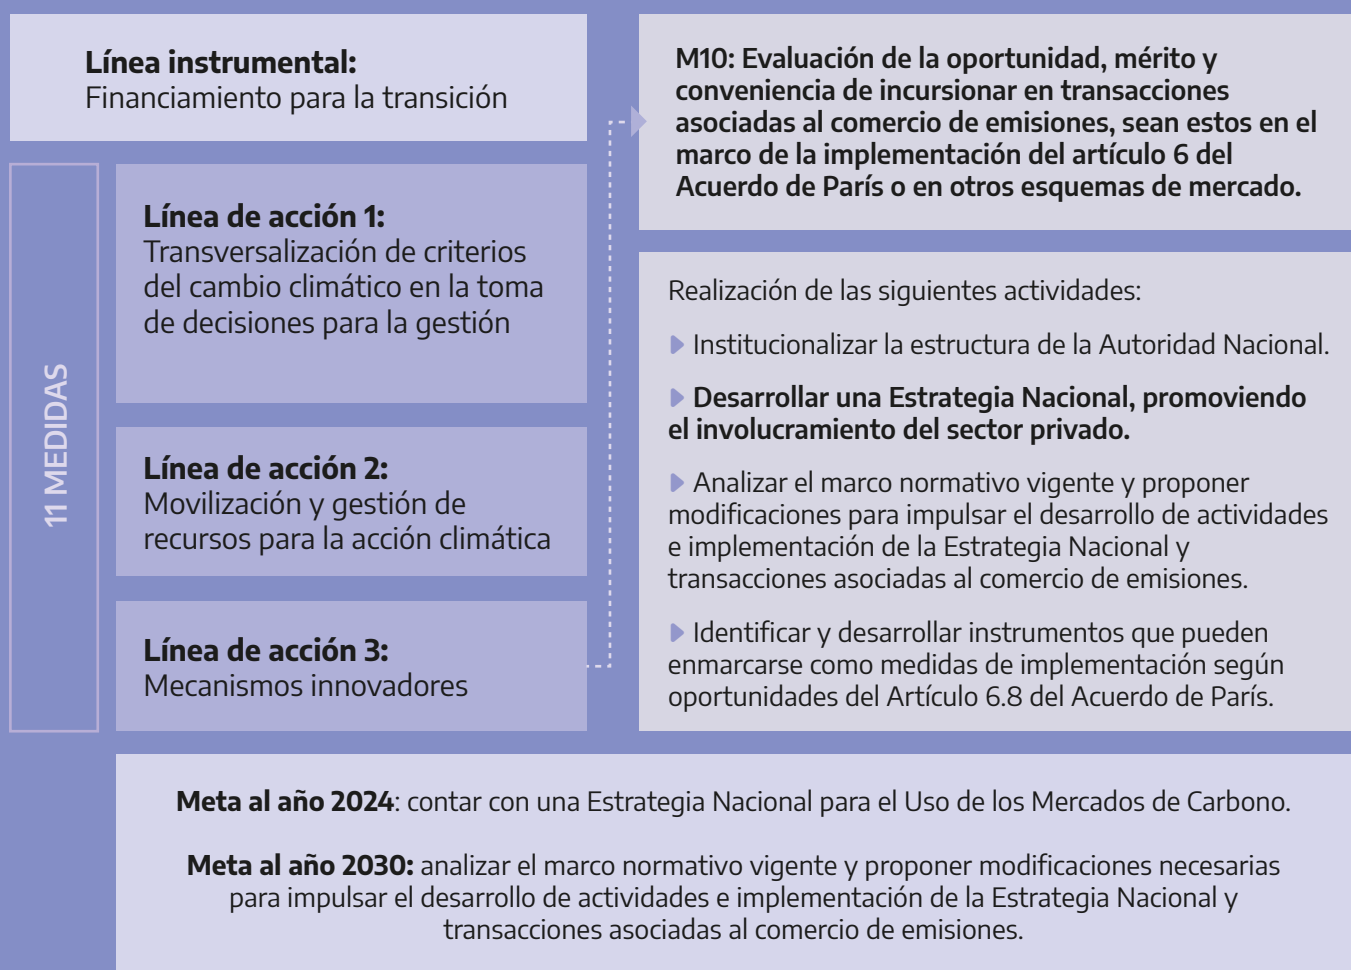 Línea instrumental:
Financiamiento para la transición
11 MEDIDAS
Línea de acción 1:
Transversalización de criterios
del cambio climático en la toma
de decisiones para la gestión
Línea de acción 2:
Movilización y gestión de
recursos para la acción climática
Línea de acción 3:
Mecanismos innovadores
M10: Evaluación de la oportunidad, mérito y
conveniencia de incursionar en transacciones
asociadas al comercio de emisiones, sean estos en el
marco de la implementación del artículo 6 del
Acuerdo de París o en otros esquemas de mercado.
Realización de las siguientes actividades:
Institucionalizar la estructura de la Autoridad Nacional.
Desarrollar una Estrategia Nacional, promoviendo
el involucramiento del sector privado.
Analizar el marco normativo vigente y proponer
modificaciones para impulsar el desarrollo de actividades
e implementación de la Estrategia Nacional y
transacciones asociadas al comercio de emisiones.
Identificar y desarrollar instrumentos que pueden
enmarcarse como medidas de implementación según
oportunidades del Artículo 6.8 del Acuerdo de París.
Meta al año 2024: contar con una Estrategia Nacional para el Uso de los Mercados de Carbono.
Meta al año 2030: analizar el marco normativo vigente y proponer modificaciones necesarias
para impulsar el desarrollo de actividades e implementación de la Estrategia Nacional y
transacciones asociadas al comercio de emisiones.